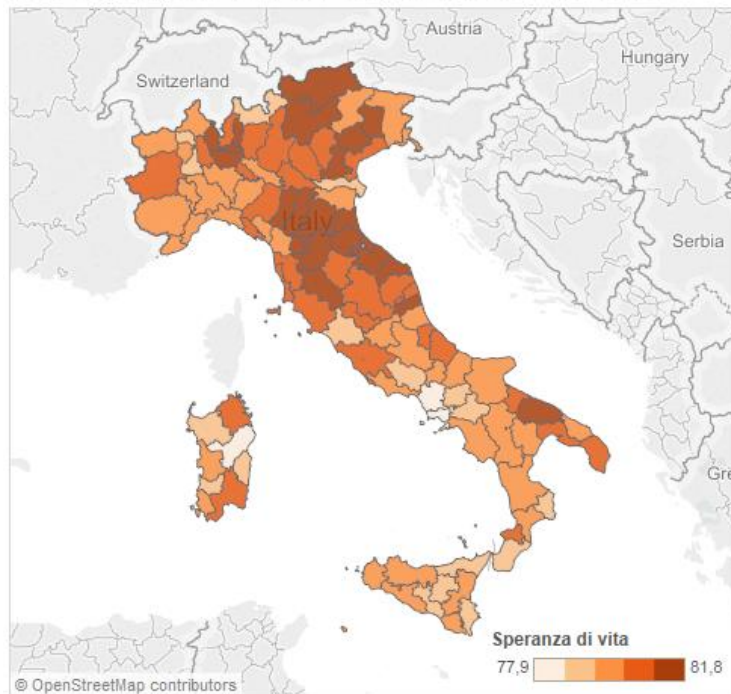 Austria
Hungary
Switzerland
Italy
Serbia
Gre
Speranza di vita
77,9 81,8
© OpenStreetMap contributors